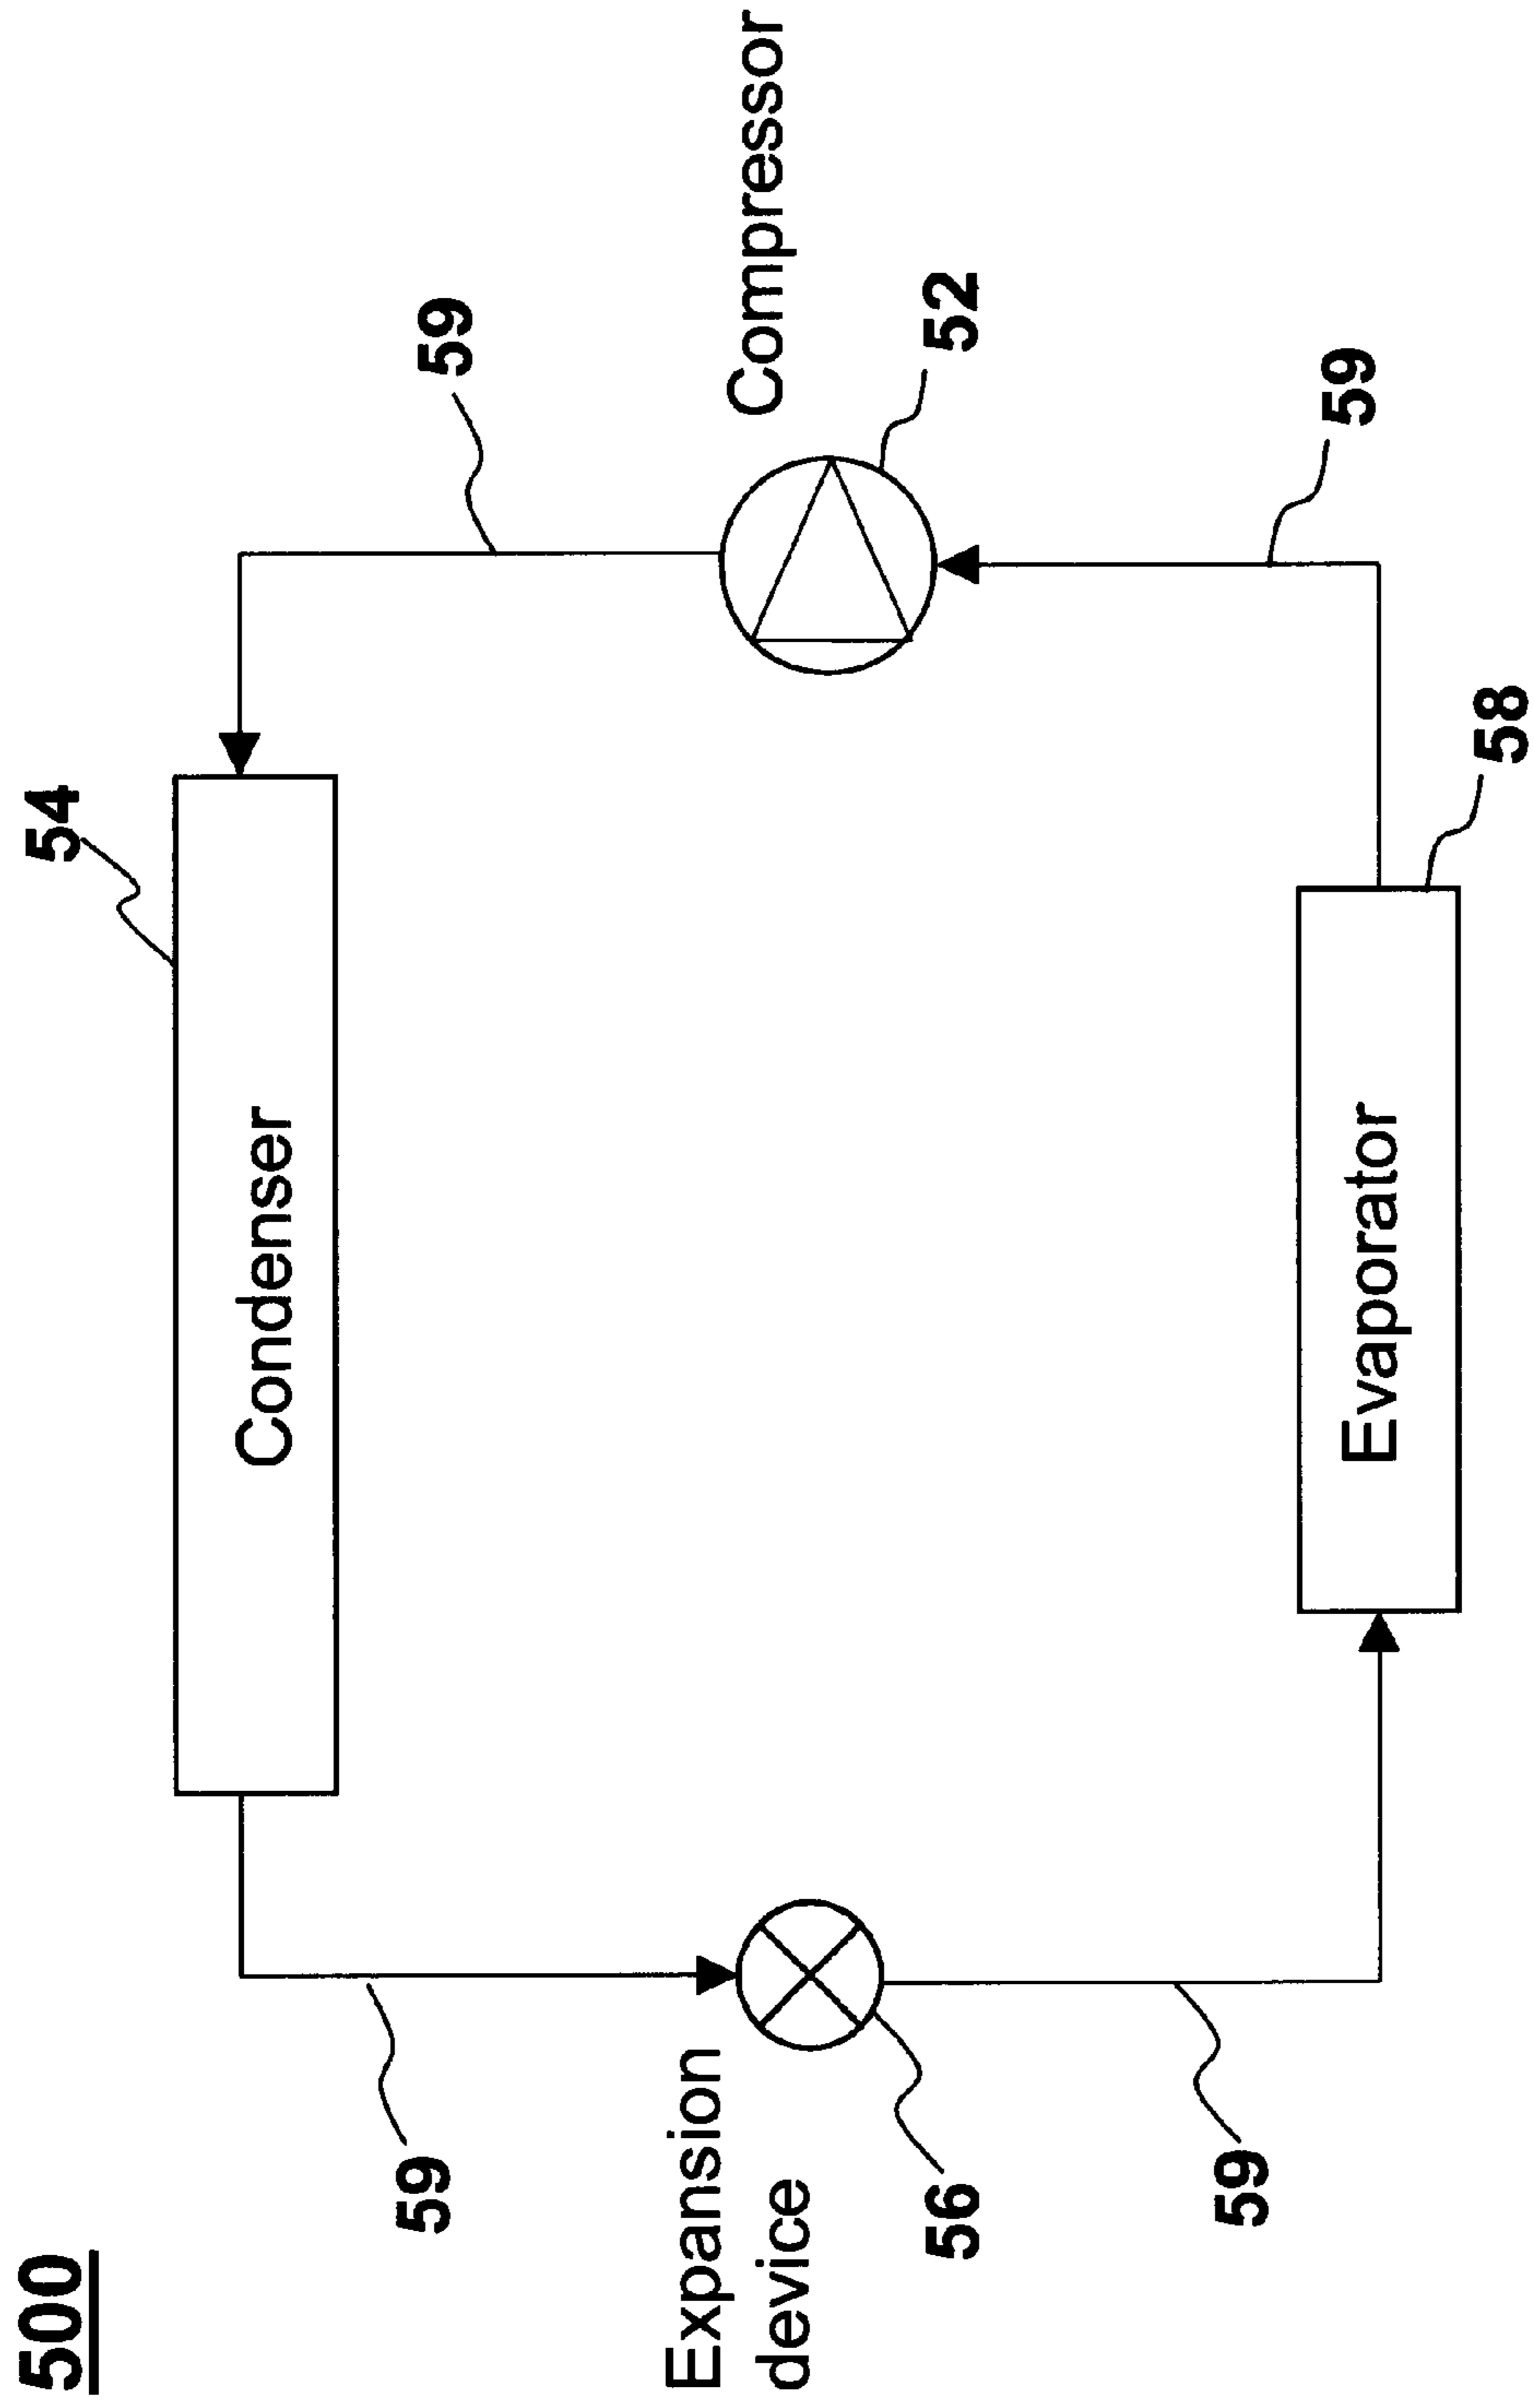 500
54
59
Condenser
59
Compressor
52
Expansion
device
56
59
59
Evaporator
58